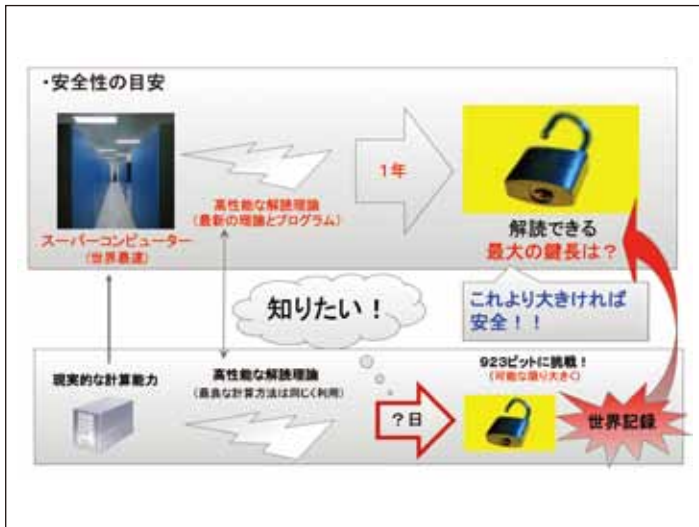 ・安全性の目安
スーパーコンピューター
(世界最速)
高性能な解読理論
(最新の理論とプログラム)
1年
解読できる
最大の鍵長は?
これより大きければ
安全!!
知りたい!
現実的な計算能力
高性能な解読理論
(最良な計算方法は同じく利用)
?日
923ビットに挑戦!
(可能な限り大きく)
世界記録